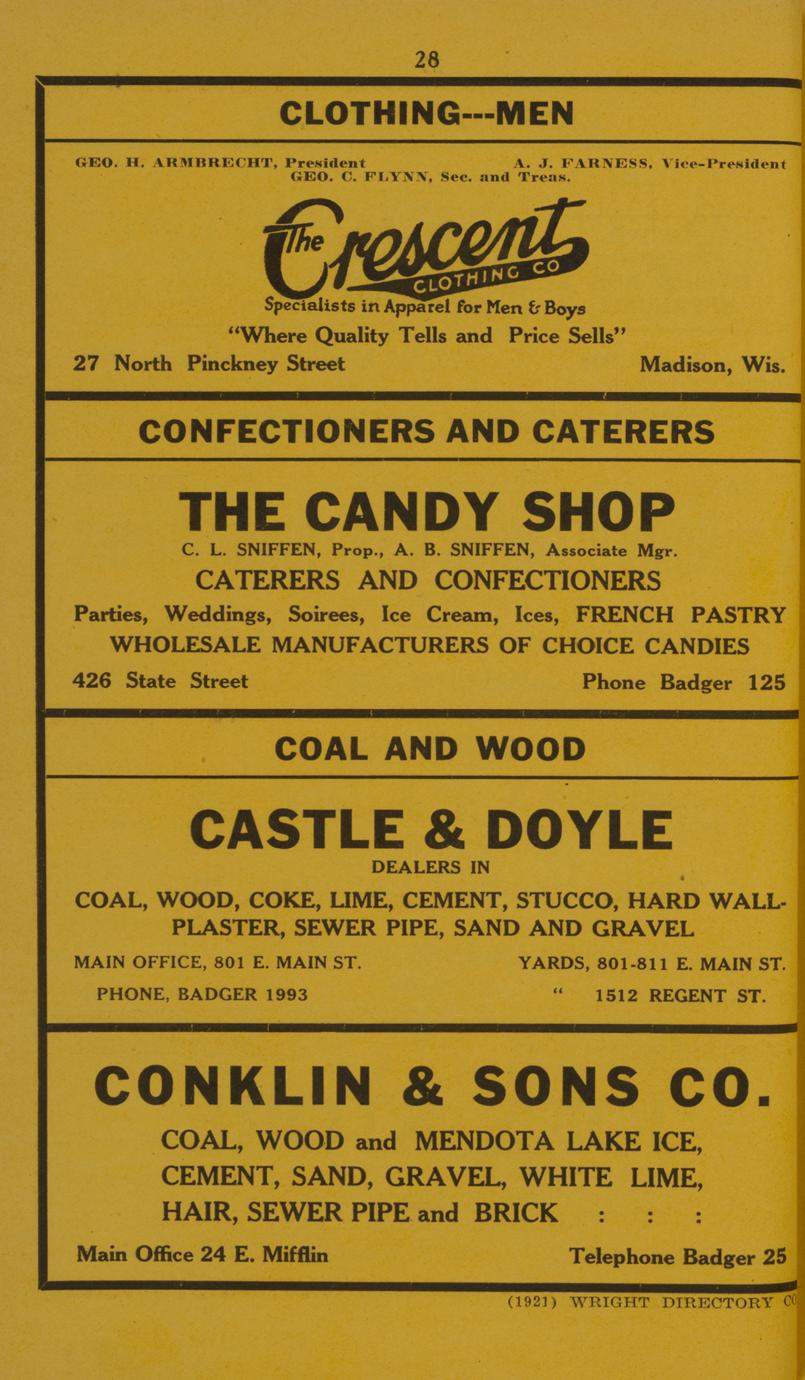 28
CLOTHING---MEN
GEO. H. ARMBRECHT, President A. J. FARNESS, Vice-President
GEO. C. FLYNN, Sec. and Treas.
The Crescent
CLOTHING CO
Specialists in Apparel for Men & Boys
"Where Quality Tells and Price Sells"
27 North Pinckney Street Madison, Wis.
CONFECTIONERS AND CATERERS
THE CANDY SHOP
C. L. SNIFFEN, Prop., A. B. SNIFFEN, Associate Mgr.
CATERERS AND CONFECTIONERS
Parties, Weddings, Soirees, Ice Cream, Ices, FRENCH PASTRY
WHOLESALE MANUFACTURERS OF CHOICE CANDIES
426 State Street Phone Badger 125
COAL AND WOOD
CASTLE & DOYLE
DEALERS IN
COAL, WOOD, COKE, LIME, CEMENT, STUCCO, HARD WALL-
PLASTER, SEWER PIPE, SAND AND GRAVEL
MAIN OFFICE, 801 E. MAIN ST. YARDS, 801-811 E. MAIN ST.
PHONE, BADGER 1993 " 1512 REGENT ST.
CONKLIN & SONS CO.
COAL, WOOD and MENDOTA LAKE ICE,
CEMENT, SAND, GRAVEL, WHITE LIME,
HAIR, SEWER PIPE and BRICK : : :
Main Office 24 E. Mifflin Telephone Badger 25
(1921) WRIGHT DIRECTORY CO